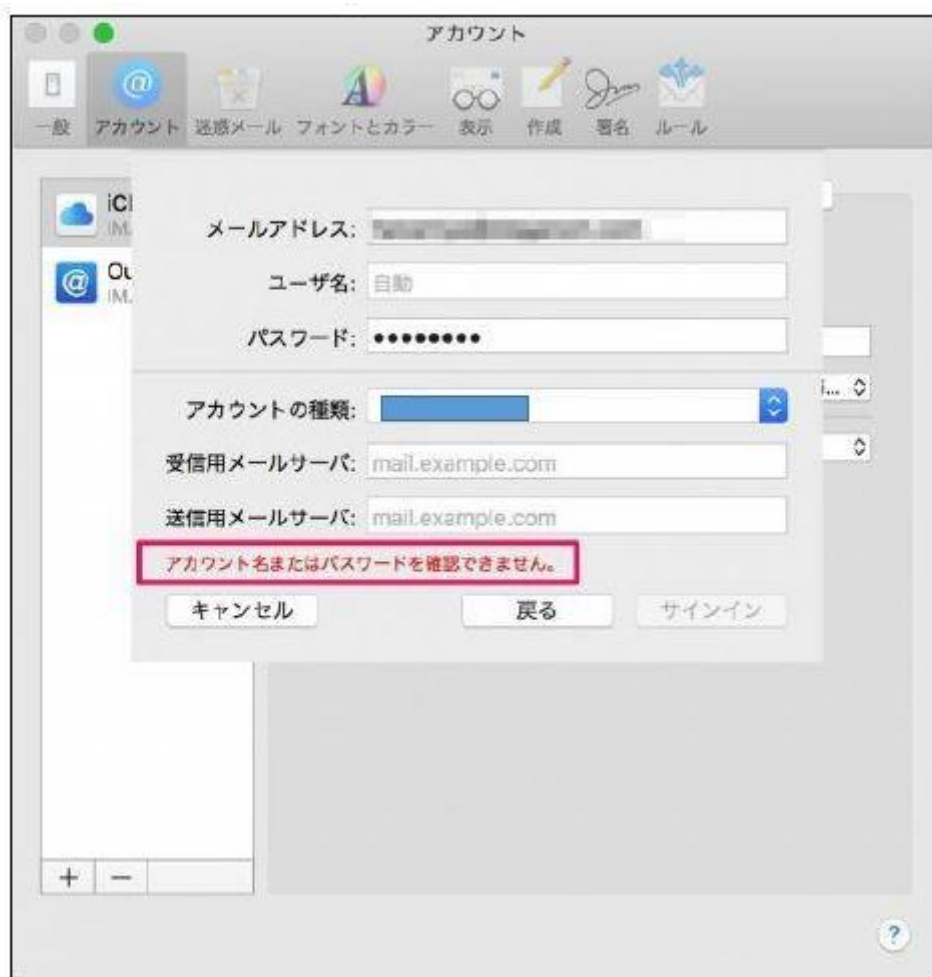 アカウント
一般 アカウント 迷惑メール フォントとカラー 表示 作成 署名 ルール
iCl
IM.
メールアドレス:
Ou
IM.
ユーザ名: 自動
パスワード: ●●●●●●●●
アカウントの種類:
i...
受信用メールサーバ: mail.example.com
送信用メールサーバ: mail.example.com
アカウント名またはパスワードを確認できません。
キャンセル 戻る サインイン
+ −
?